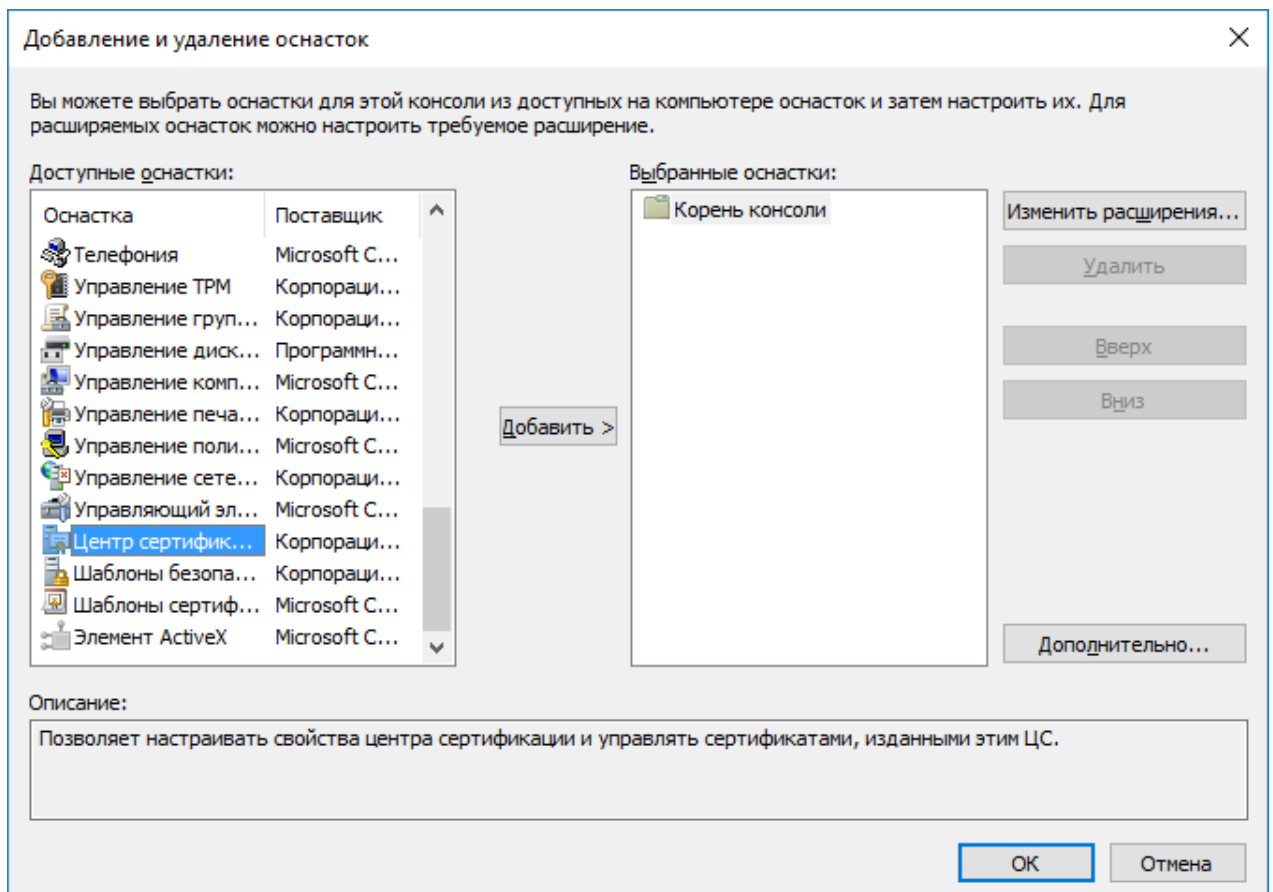 Добавление и удаление оснасток
Вы можете выбрать оснастки для этой консоли из доступных на компьютере оснасток и затем настроить их. Для
расширяемых оснасток можно настроить требуемое расширение.
Доступные оснастки:
Выбранные оснастки:
Оснастка Поставщик
Телефония Microsoft C...
Управление TPM Корпораци...
Управление груп... Корпораци...
Управление диск... Программн...
Управление комп... Microsoft C...
Управление печа... Корпораци...
Управление поли... Microsoft C...
Управление сете... Корпораци...
Управляющий эл... Microsoft C...
Центр сертифик... Корпораци...
Шаблоны безопа... Корпораци...
Шаблоны сертиф... Microsoft C...
Элемент ActiveX Microsoft C...
Добавить >
Корень консоли
Изменить расширения...
Удалить
Вверх
Вниз
Дополнительно...
Описание:
Позволяет настраивать свойства центра сертификации и управлять сертификатами, изданными этим ЦС.
ОК Отмена